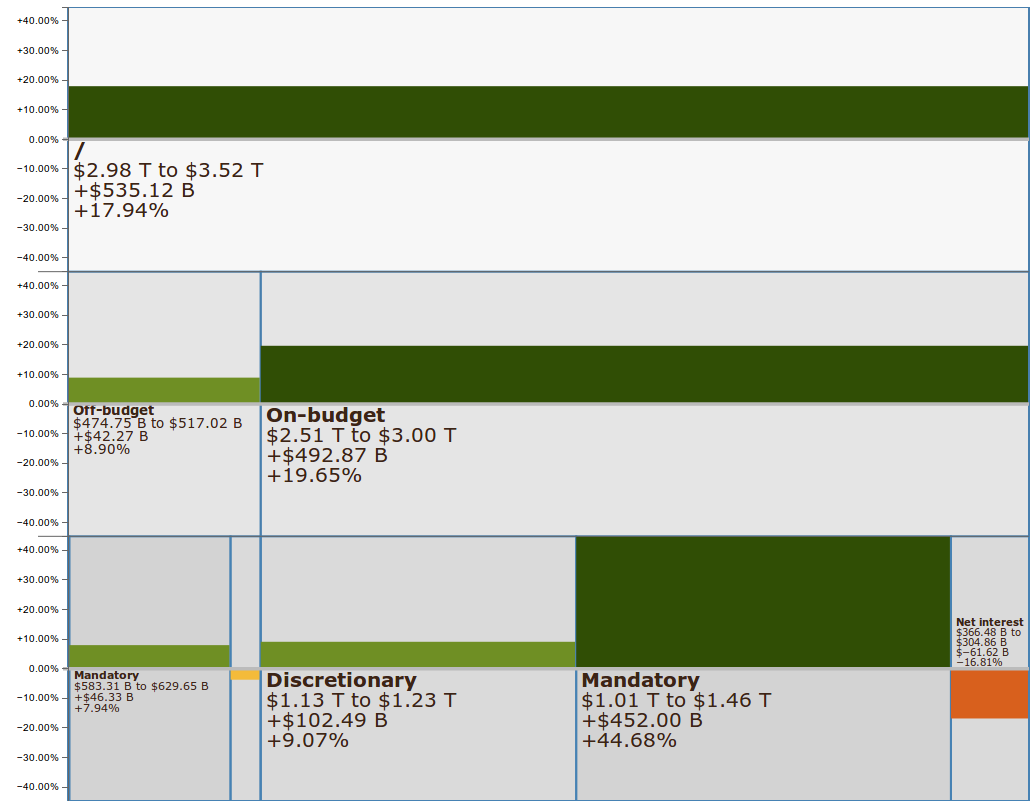 +40.00%
+30.00%
+20.00%
+10.00%
0.00%
−10.00%
−20.00%
−30.00%
−40.00%
/
$2.98 T to $3.52 T
+$535.12 B
+17.94%
+40.00%
+30.00%
+20.00%
+10.00%
0.00%
−10.00%
−20.00%
−30.00%
−40.00%
Off-budget
$474.75 B to $517.02 B
+$42.27 B
+8.90%
On-budget
$2.51 T to $3.00 T
+$492.87 B
+19.65%
+40.00%
+30.00%
+20.00%
+10.00%
0.00%
−10.00%
−20.00%
−30.00%
−40.00%
Mandatory
$583.31 B to $629.65 B
+$46.33 B
+7.94%
Discretionary
$1.13 T to $1.23 T
+$102.49 B
+9.07%
Mandatory
$1.01 T to $1.46 T
+$452.00 B
+44.68%
Net interest
$366.48 B to
$304.86 B
$−61.62 B
−16.81%